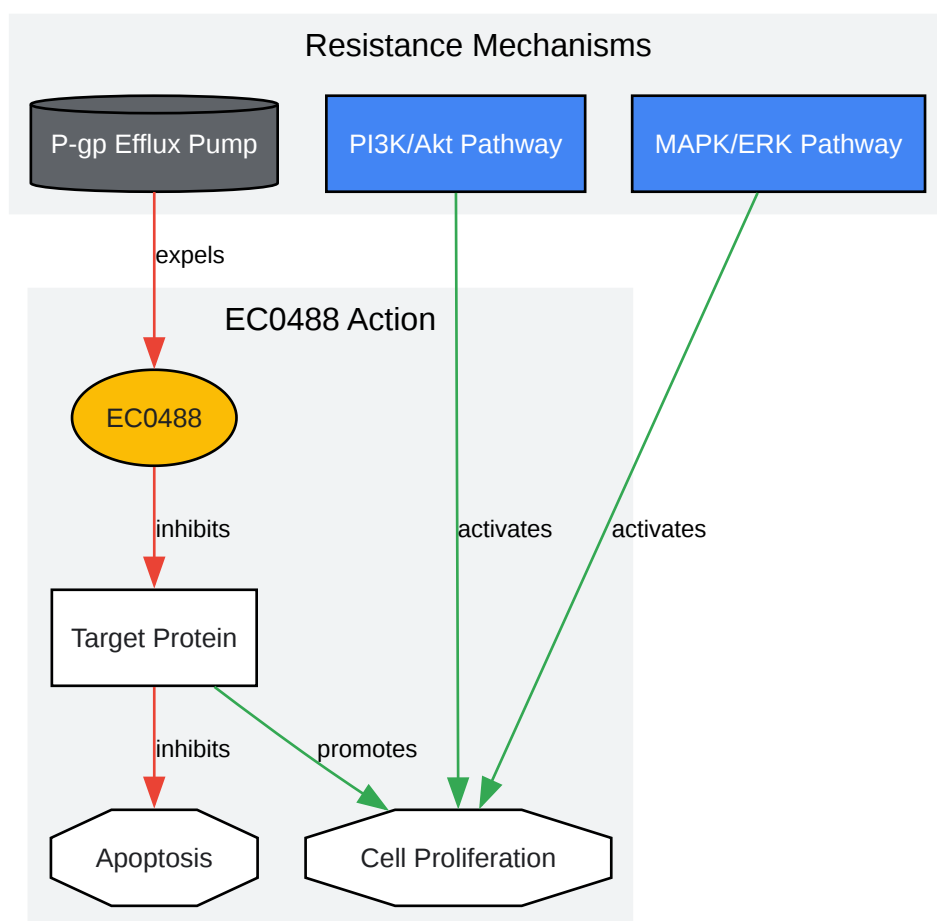 Resistance Mechanisms
P-gp Efflux Pump
PI3K/Akt Pathway
MAPK/ERK Pathway
expels
EC0488 Action
EC0488
inhibits
activates
activates
Target Protein
inhibits
promotes
Apoptosis
Cell Proliferation